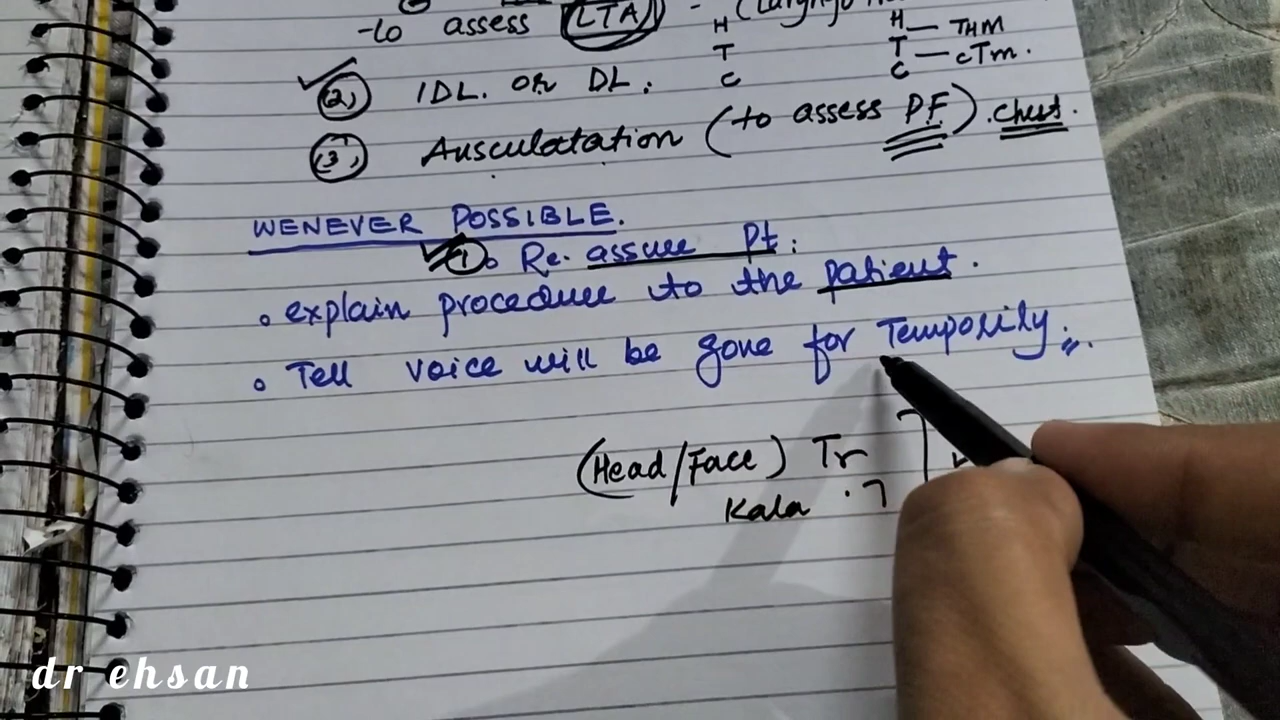 -to assess (LTA) -
H
T
C
H — THM
T — cTm.
C
(2,) IDL. or DL.
(3,) Ausculatation (to assess PF). chest.
WENEVER POSSIBLE.
1. Re. assure Pt:
• explain procedure to the patient.
• Tell voice will be gone for Temporily.
(Head/Face) Tr
Kala
dr ehsan